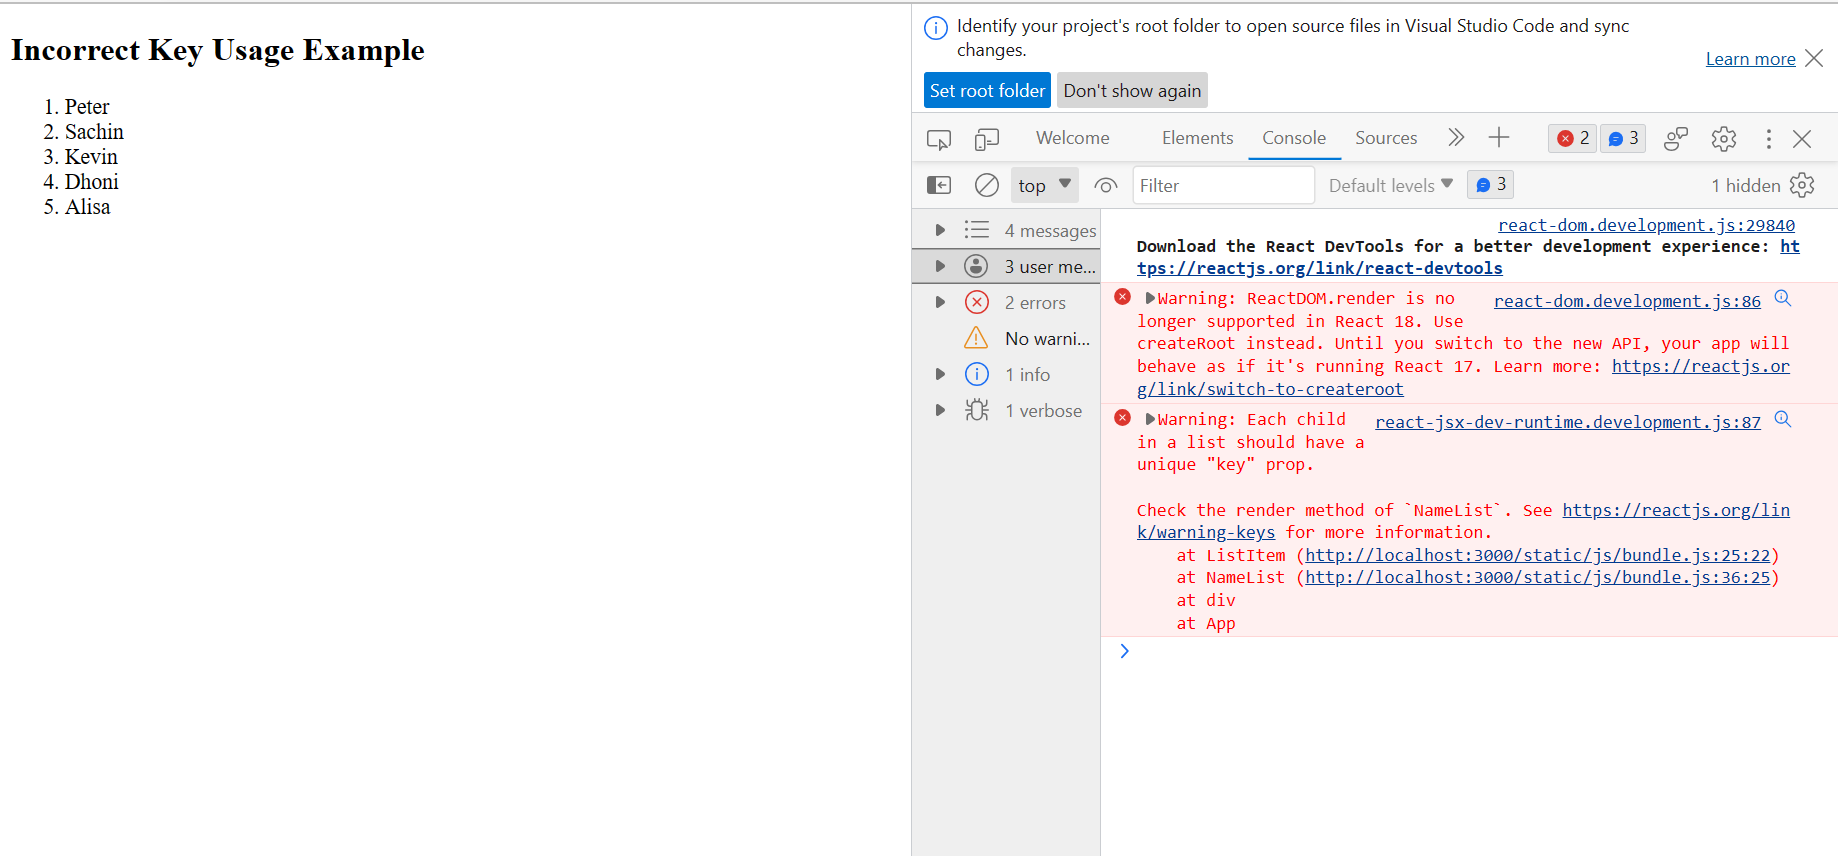 Incorrect Key Usage Example
1. Peter
2. Sachin
3. Kevin
4. Dhoni
5. Alisa
Identify your project's root folder to open source files in Visual Studio Code and sync
changes.
Learn more
Set root folder
Don't show again
Welcome
Elements
Console
Sources
2
3
top
Filter
Default levels
3
1 hidden
4 messages
3 user me...
2 errors
No warni...
1 info
1 verbose
react-dom.development.js:29840
Download the React DevTools for a better development experience: ht
tps://reactjs.org/link/react-devtools
Warning: ReactDOM.render is no
react-dom.development.js:86
longer supported in React 18. Use
createRoot instead. Until you switch to the new API, your app will
behave as if it's running React 17. Learn more: https://reactjs.or
g/link/switch-to-createroot
Warning: Each child
react-jsx-dev-runtime.development.js:87
in a list should have a
unique "key" prop.
Check the render method of `NameList`. See https://reactjs.org/lin
k/warning-keys for more information.
at ListItem (http://localhost:3000/static/js/bundle.js:25:22)
at NameList (http://localhost:3000/static/js/bundle.js:36:25)
at div
at App